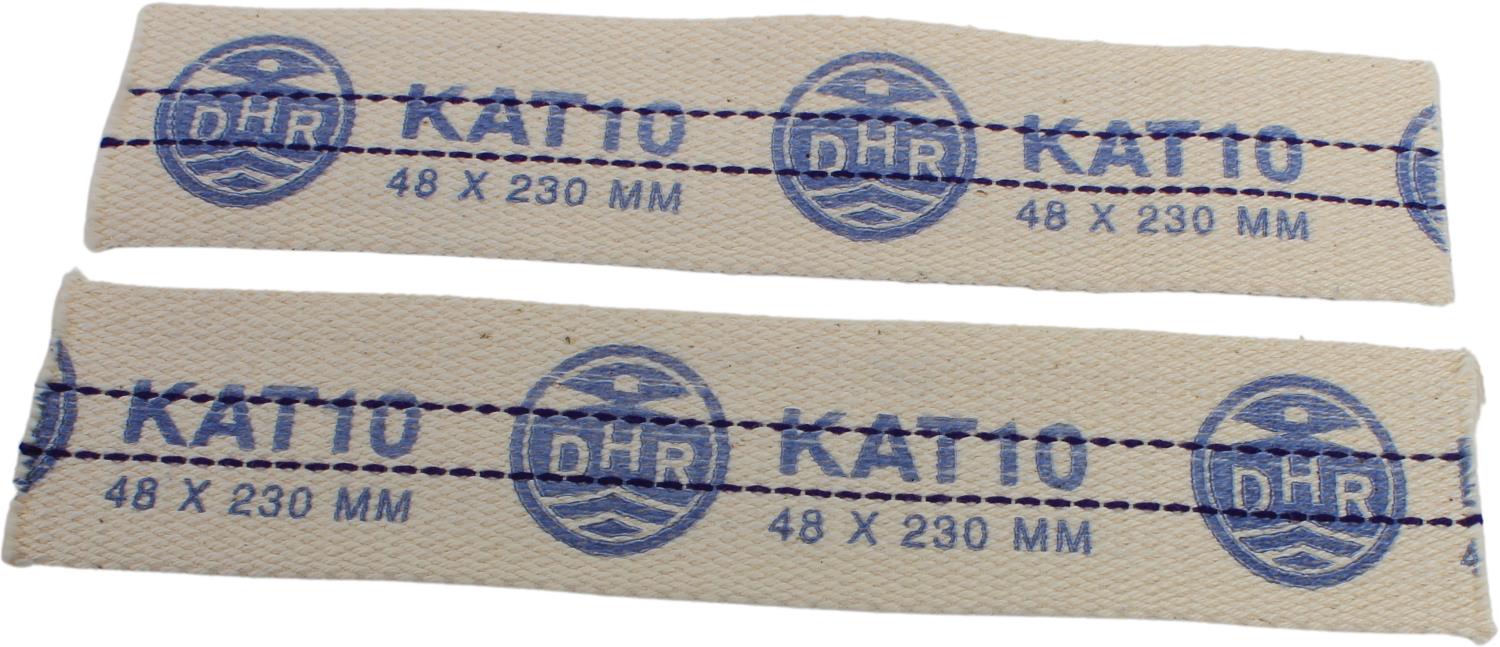 DHR KAT10 DHR KAT10
48 X 230 MM 48 X 230 MM
KAT10 DHR KAT10 DHR
48 X 230 MM 48 X 230 MM 4